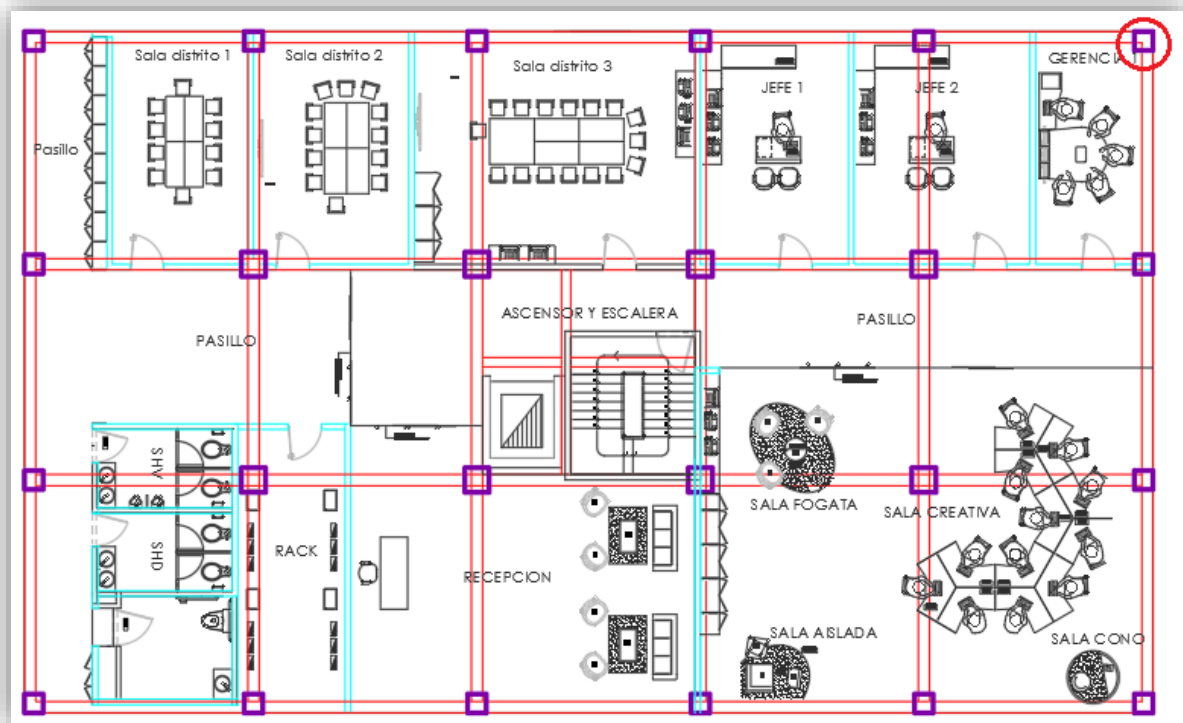 Sala distrito 1
Sala distrito 2
Sala distrito 3
JEFE 1
JEFE 2
GERENCIA
Pasillo
ASCENSOR Y ESCALERA
PASILLO
PASILLO
SHV
SHD
RACK
RECEPCION
SALA FOGATA
SALA CREATIVA
SALA AISLADA
SALA CONO